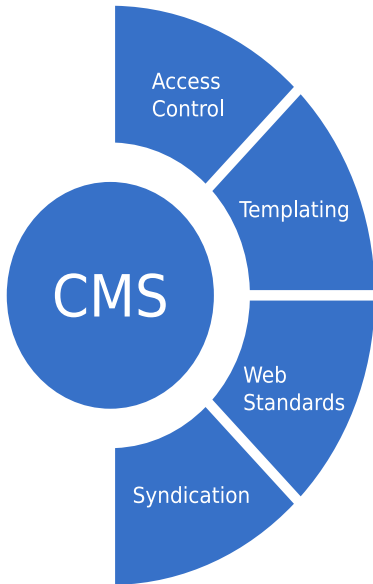 Access
Control
Templating
CMS
Web
Standards
Syndication